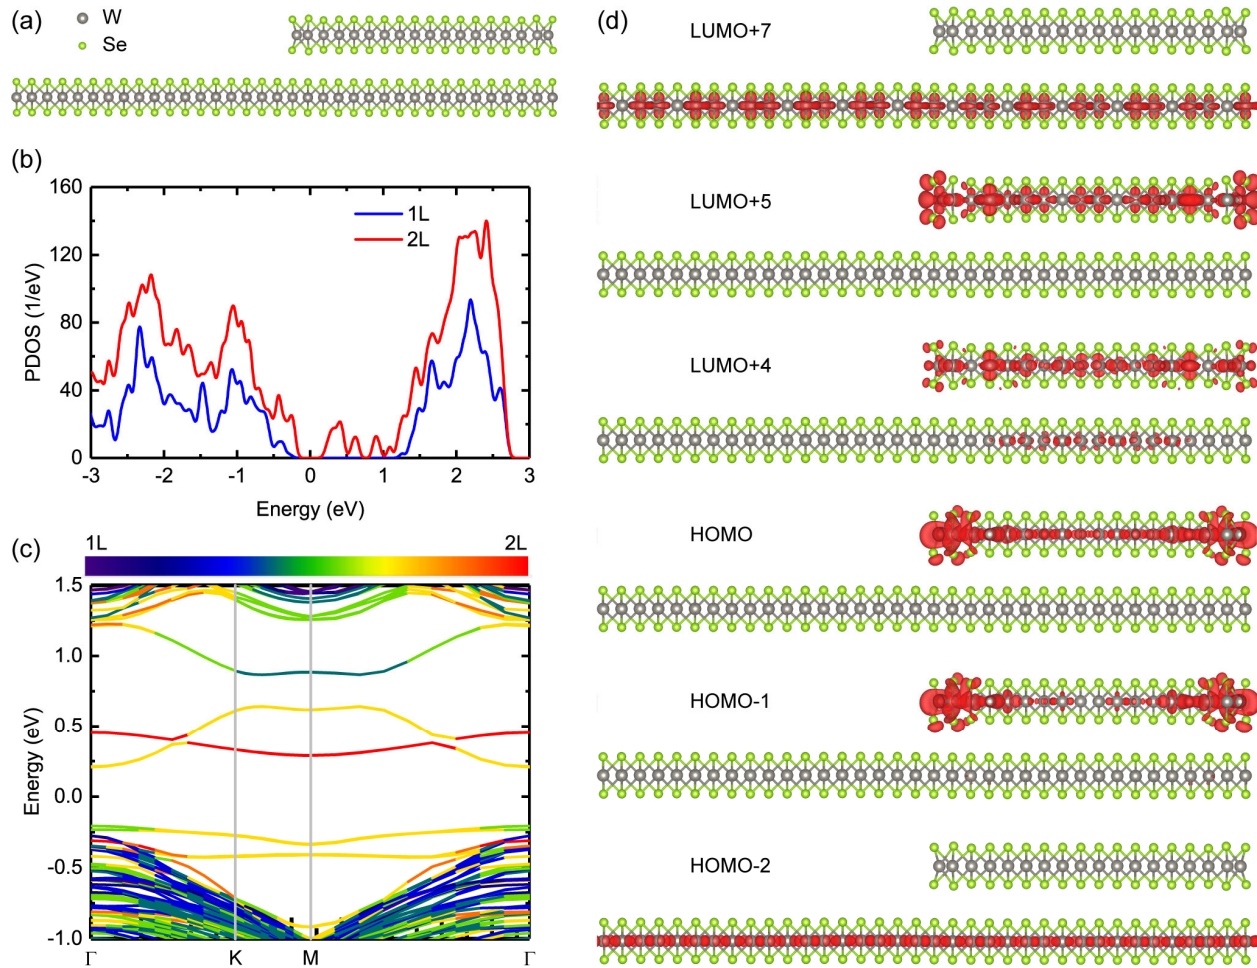 (a)
W
Se
(b)
160
120
80
40
0
PDOS (1/eV)
1L
2L
-3 -2 -1 0 1 2 3
Energy (eV)
(c)
1L 2L
1.5
1.0
0.5
0.0
-0.5
-1.0
Energy (eV)
Γ K M Γ
(d)
LUMO+7
LUMO+5
LUMO+4
HOMO
HOMO-1
HOMO-2